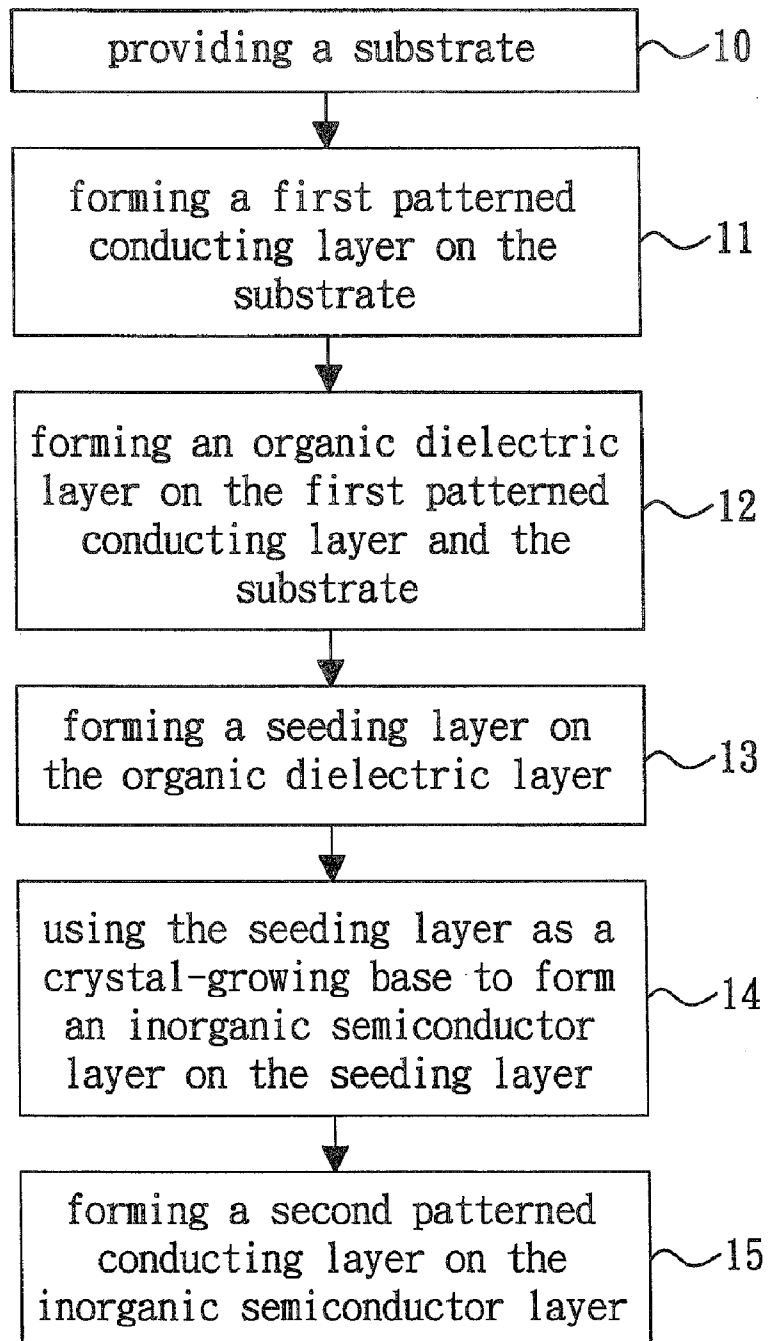 providing a substrate
10
forming a first patterned
conducting layer on the
substrate
11
forming an organic dielectric
layer on the first patterned
conducting layer and the
substrate
12
forming a seeding layer on
the organic dielectric layer
13
using the seeding layer as a
crystal-growing base to form
an inorganic semiconductor
layer on the seeding layer
14
forming a second patterned
conducting layer on the
inorganic semiconductor layer
15